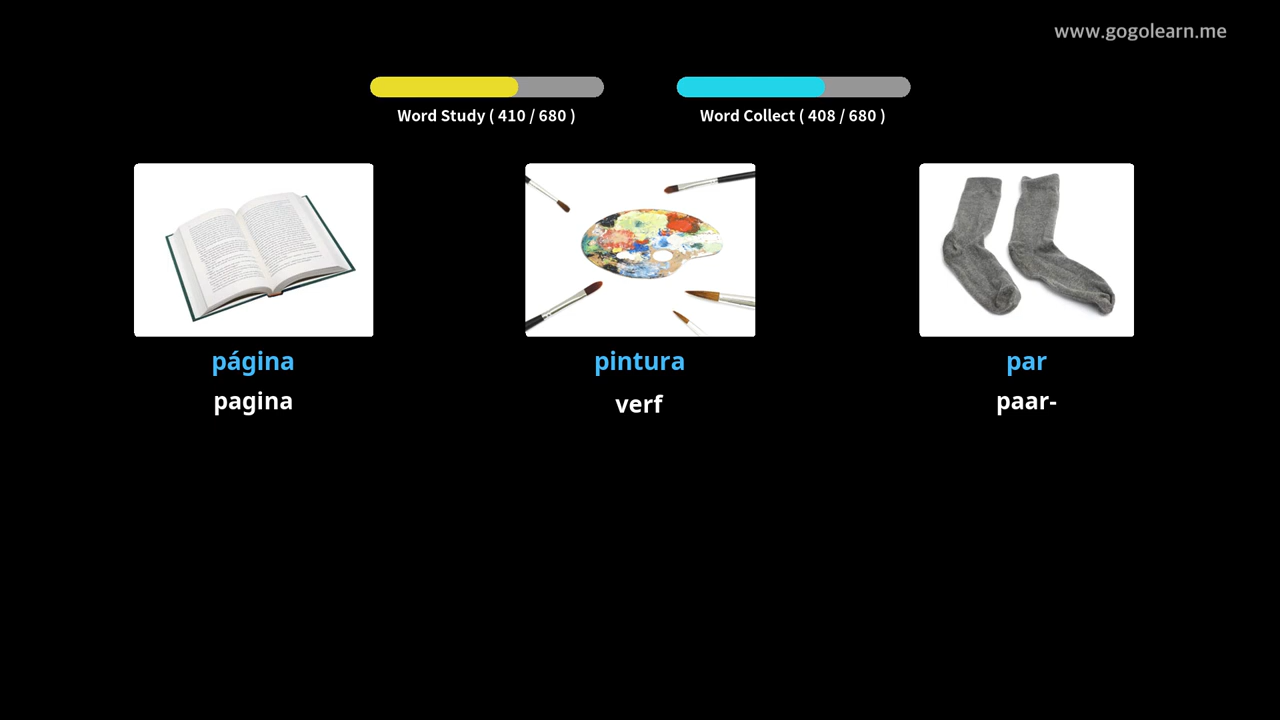 www.gogolearn.me
Word Study ( 410 / 680 )
Word Collect ( 408 / 680 )
página
pintura
par
pagina
verf
paar-